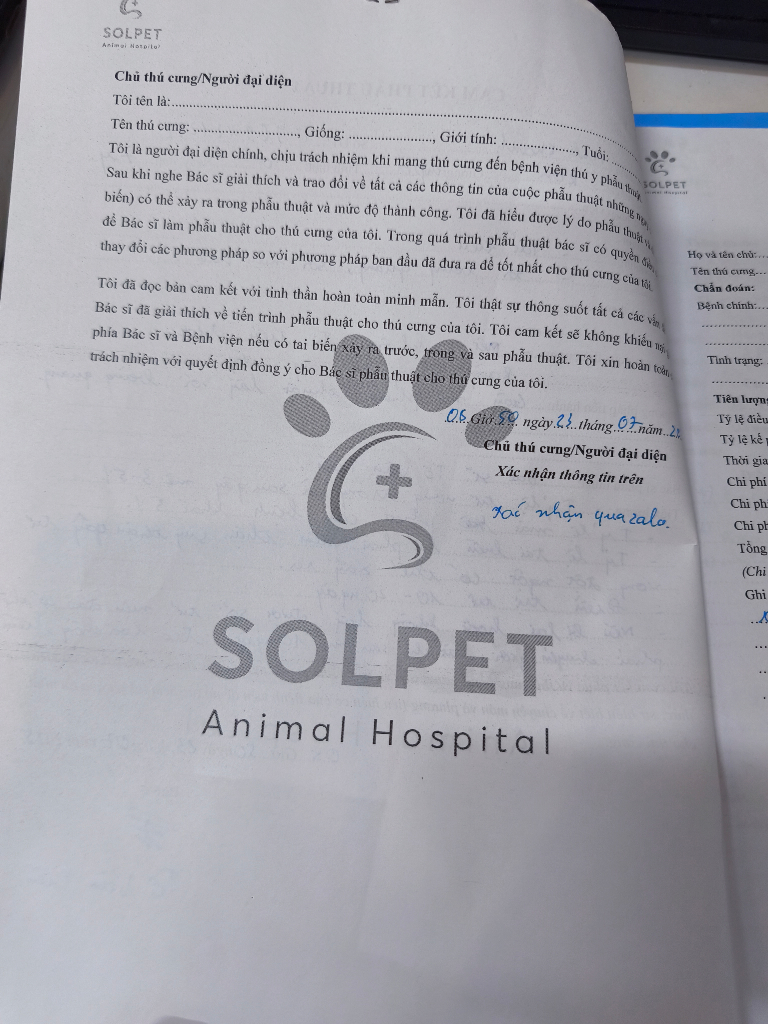 SOLPET
Animal Hospital
Chủ thú cưng/Người đại diện
Tôi tên là:
Tên thú cưng: ..........................., Giống: ......................, Giới tính: ...................., Tuổi: .......
Tôi là người đại diện chính, chịu trách nhiệm khi mang thú cưng đến bệnh viện thú y phẫu thuật
Sau khi nghe Bác sĩ giải thích và trao đổi về tất cả các thông tin của cuộc phẫu thuật những
biến) có thể xảy ra trong phẫu thuật và mức độ thành công. Tôi đã hiểu được lý do phẫu thuật
để Bác sĩ làm phẫu thuật cho thú cưng của tôi. Trong quá trình phẫu thuật bác sĩ có quyền
thay đổi các phương pháp so với phương pháp ban đầu đã đưa ra để tốt nhất cho thú cưng của tôi.
Tôi đã đọc bản cam kết với tinh thần hoàn toàn minh mẫn. Tôi thật sự thông suốt tất cả các
Bác sĩ đã giải thích về tiến trình phẫu thuật cho thú cưng của tôi. Tôi cam kết sẽ không khiếu
phía Bác sĩ và Bệnh viện nếu có tai biến xảy ra trước, trong và sau phẫu thuật. Tôi xin hoàn toàn
trách nhiệm với quyết định đồng ý cho Bác sĩ phẫu thuật cho thú cưng của tôi.
Giờ 50 ngày 23 tháng 07 năm
Chủ thú cưng/Người đại diện
Xác nhận thông tin trên
xác nhận qua zalo.
SOLPET
Animal Hospital
SOLPET
Animal Hospital
Họ và tên chủ:
Tên thú cưng
Chẩn đoán:
Bệnh chính:
Tình trạng:
Tiên lượng
Tỷ lệ điều
Tỷ lệ kế
Thời gia
Chi phí
Chi ph
Chi ph
Tổng
(Chi
Ghi